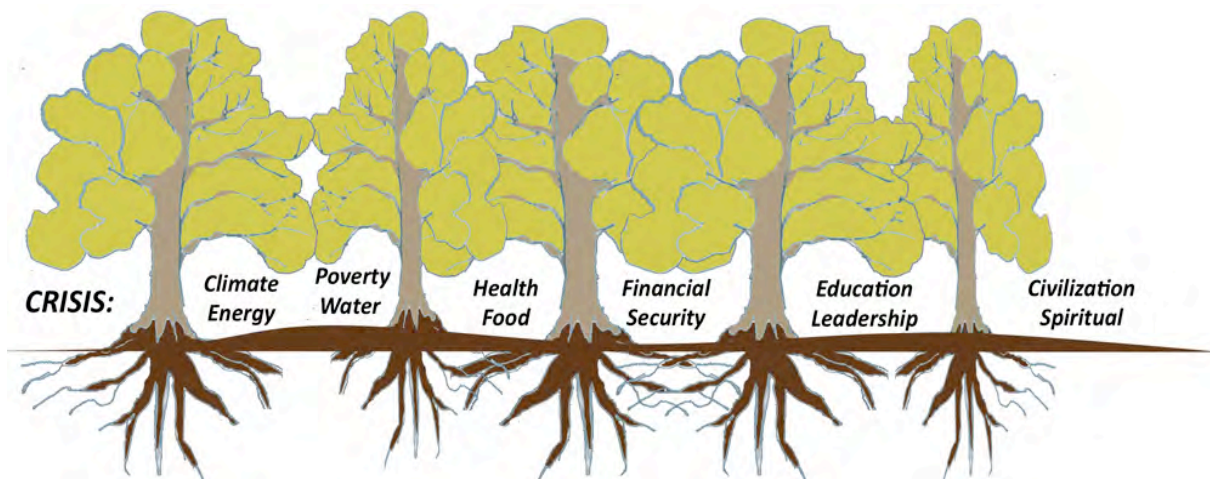 CRISIS:
Climate
Energy
Poverty
Water
Health
Food
Financial
Security
Education
Leadership
Civilization
Spiritual